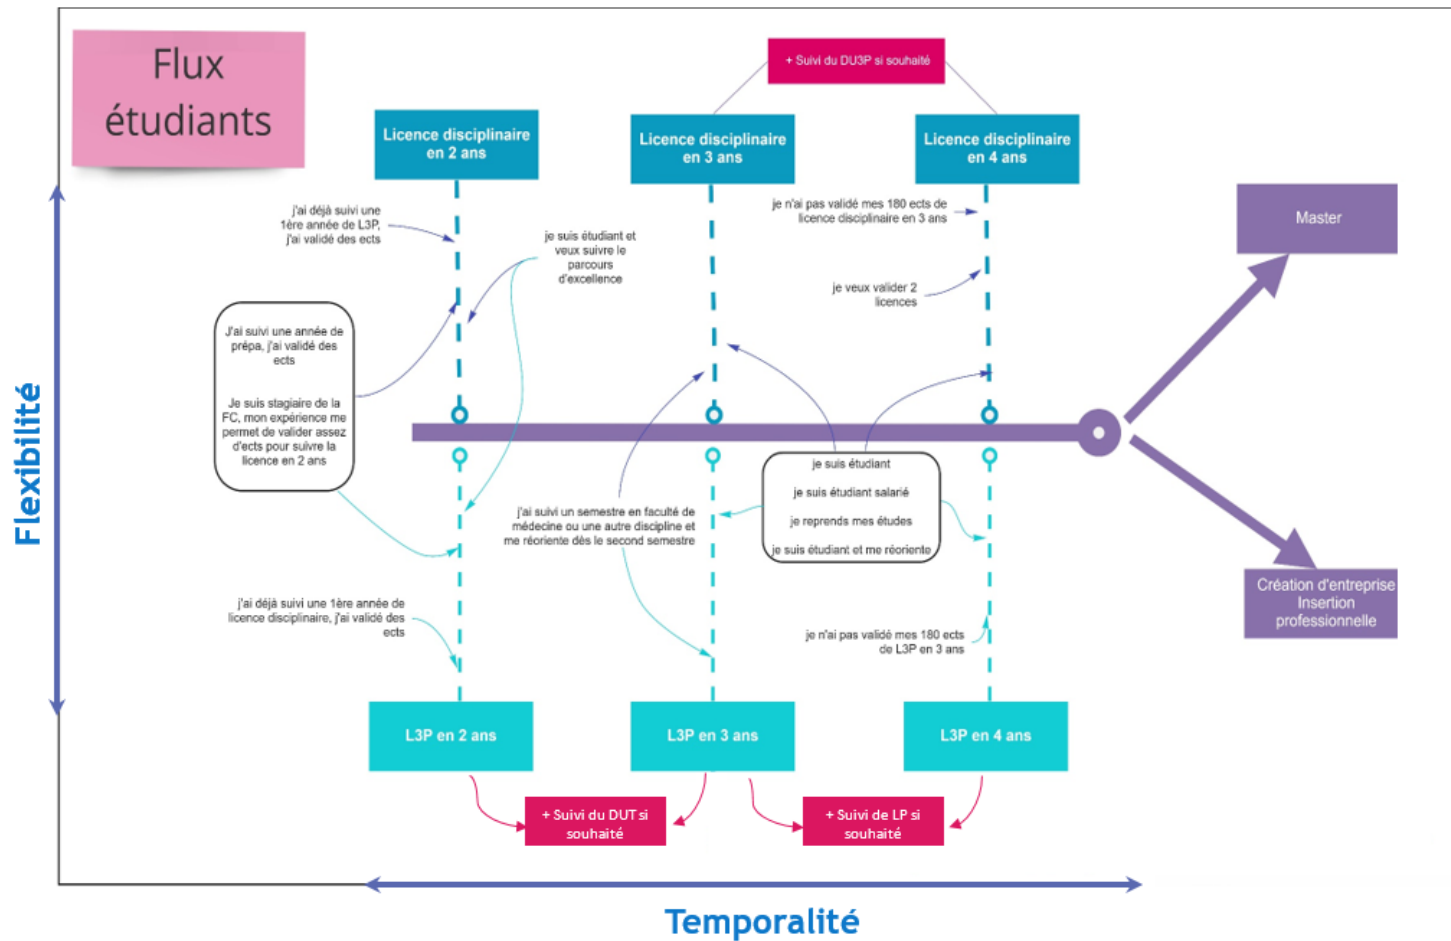 Flux
étudiants
+ Suivi du DU3P si souhaité
Licence disciplinaire
en 2 ans
Licence disciplinaire
en 3 ans
Licence disciplinaire
en 4 ans
j'ai déjà suivi une
1ère année de L3P,
j'ai validé des ects
je suis étudiant et
veux suivre le
parcours
d'excellence
je n'ai pas validé mes 180 ects de
licence disciplinaire en 3 ans
je veux valider 2
licences
Master
J'ai suivi une année de
prépa, j'ai validé des
ects
Je suis stagiaire de la
FC, mon expérience me
permet de valider assez
d'ects pour suivre la
licence en 2 ans
Flexibilité
je suis étudiant
je suis étudiant salarié
je reprends mes études
je suis étudiant et me réoriente
j'ai suivi un semestre en faculté de
médecine ou une autre discipline et
me réoriente dès le second semestre
j'ai déjà suivi une 1ère année de
licence disciplinaire, j'ai validé des
ects
je n'ai pas validé mes 180 ects
de L3P en 3 ans
Création d'entreprise
Insertion
professionnelle
L3P en 2 ans
L3P en 3 ans
L3P en 4 ans
+ Suivi du DUT si
souhaité
+ Suivi de LP si
souhaité
Temporalité